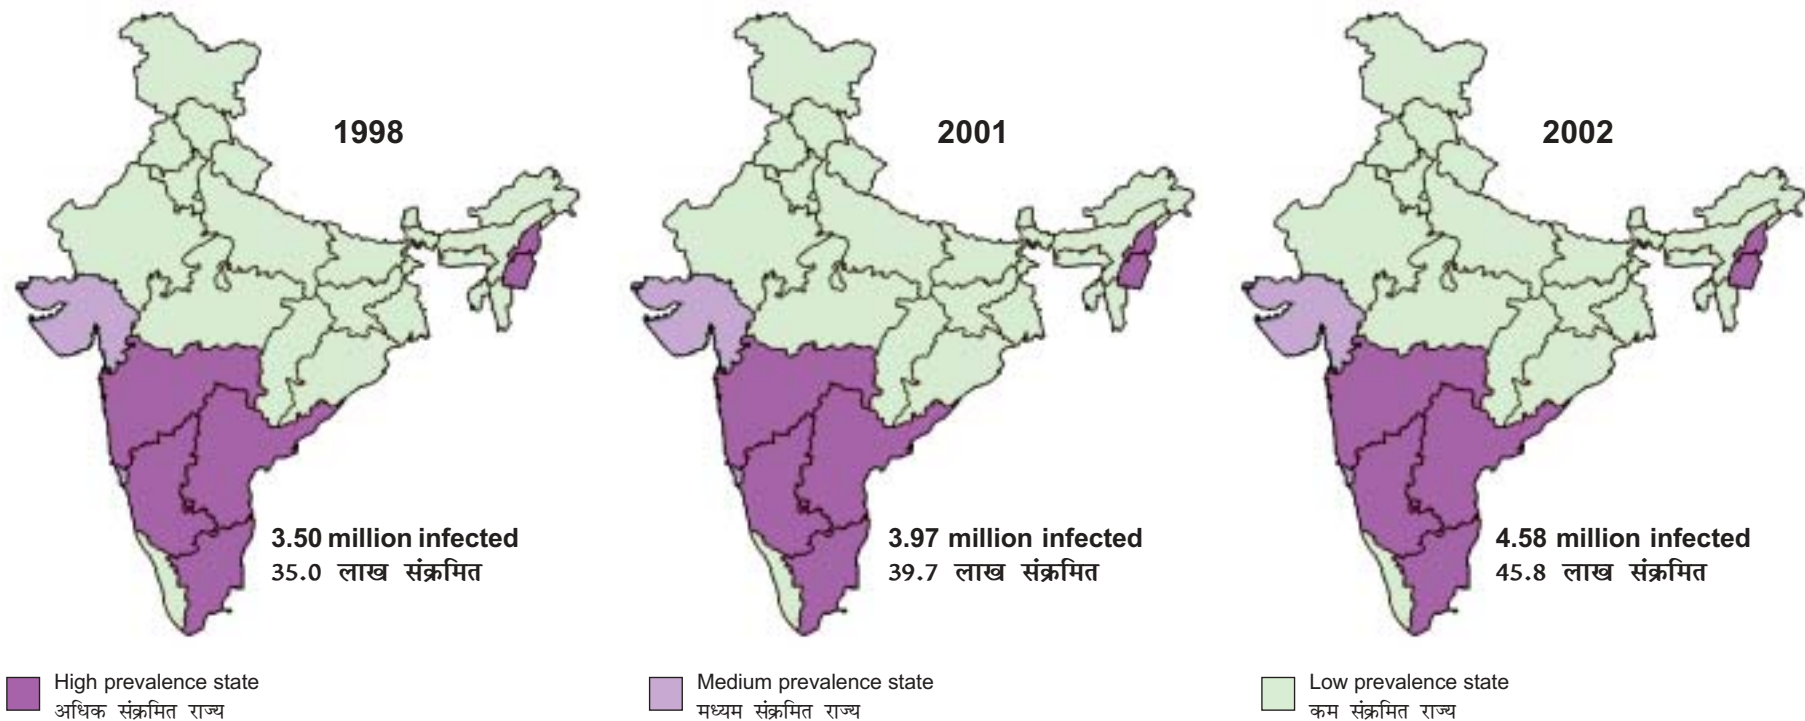 1998
2001
2002
3.50 million infected
35.0 लाख संक्रमित
3.97 million infected
39.7 लाख संक्रमित
4.58 million infected
45.8 लाख संक्रमित
High prevalence state
अधिक संक्रमित राज्य
Medium prevalence state
मध्यम संक्रमित राज्य
Low prevalence state
कम संक्रमित राज्य